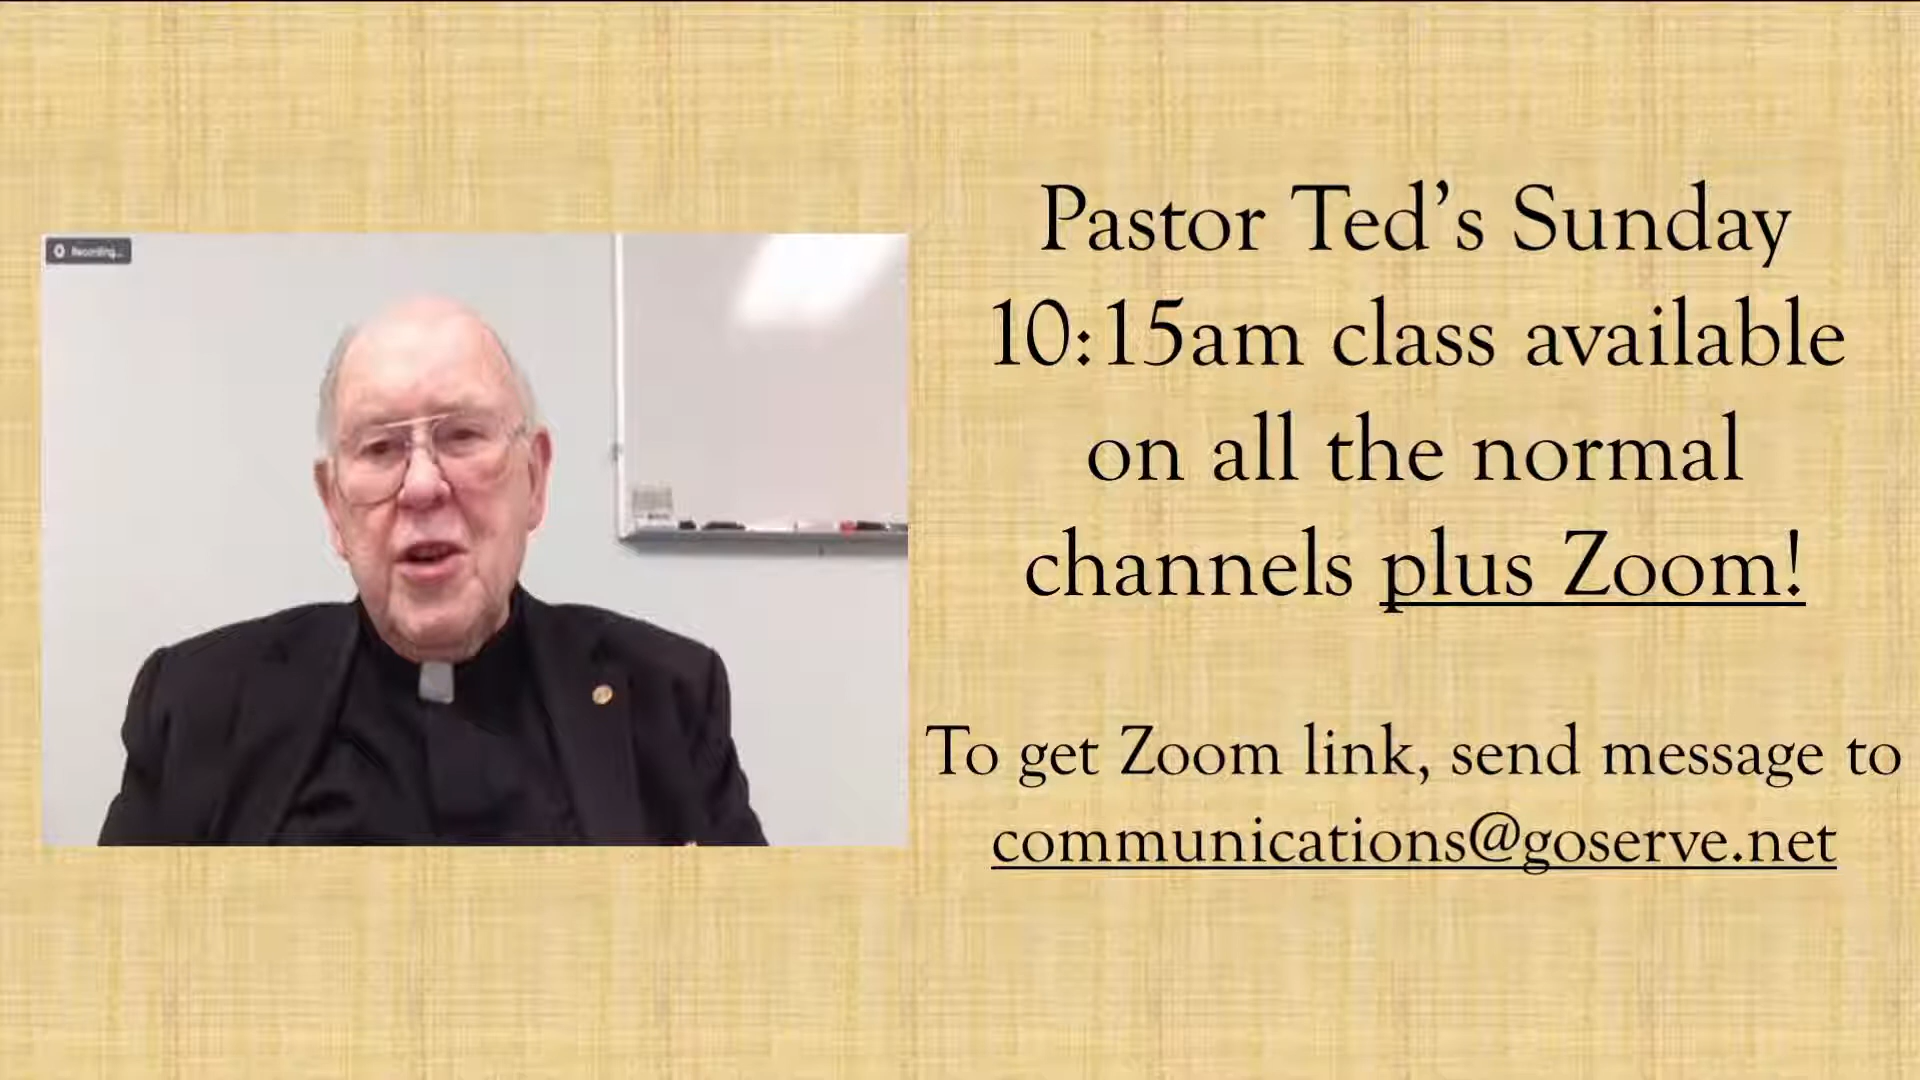 Recording...
Pastor Ted’s Sunday
10:15am class available
on all the normal
channels plus Zoom!
To get Zoom link, send message to
communications@goserve.net